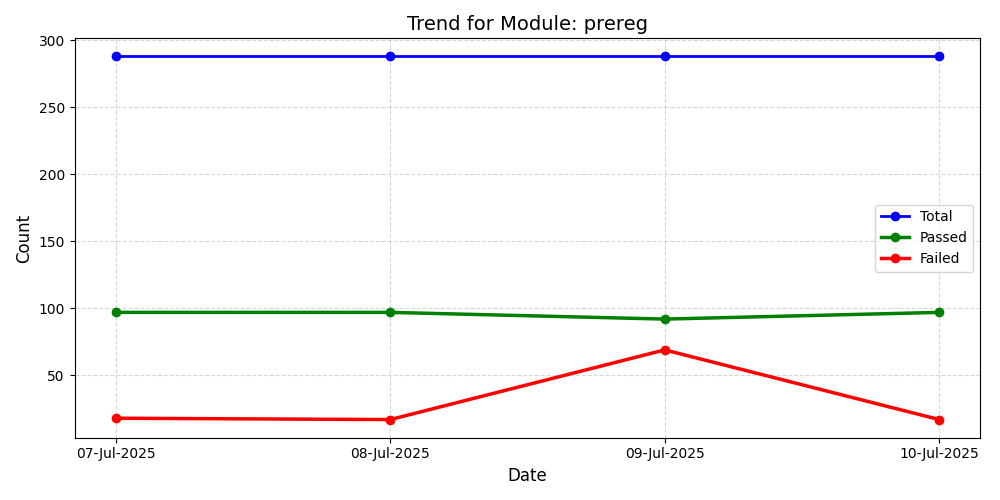 Trend for Module: prereg
300
250
200
150
100
50
Count
Total
Passed
Failed
07-Jul-2025 08-Jul-2025 09-Jul-2025 10-Jul-2025
Date